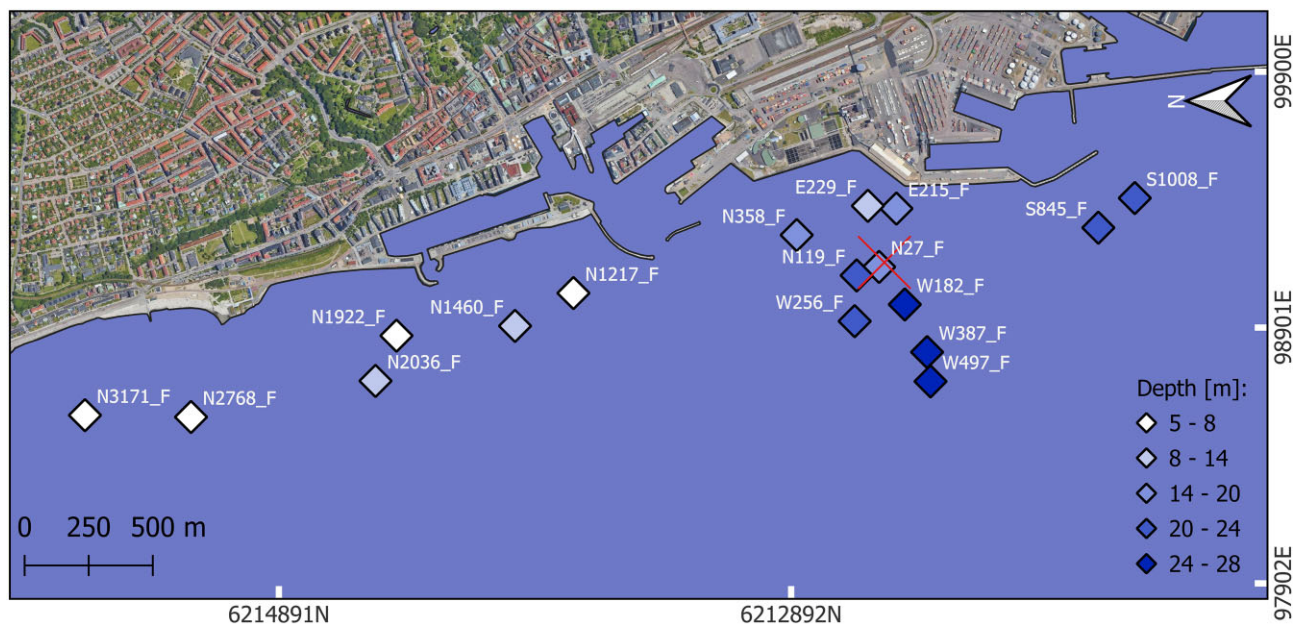 99900E
N
S1008_F
E229_F
E215_F
S845_F
N358_F
N27_F
N119_F
W182_F
N1217_F
W256_F
N1460_F
N1922_F
98901E
W387_F
N2036_F
W497_F
N3171_F
N2768_F
Depth [m]:
5 - 8
8 - 14
14 - 20
20 - 24
24 - 28
0 250 500 m
97902E
6214891N
6212892N